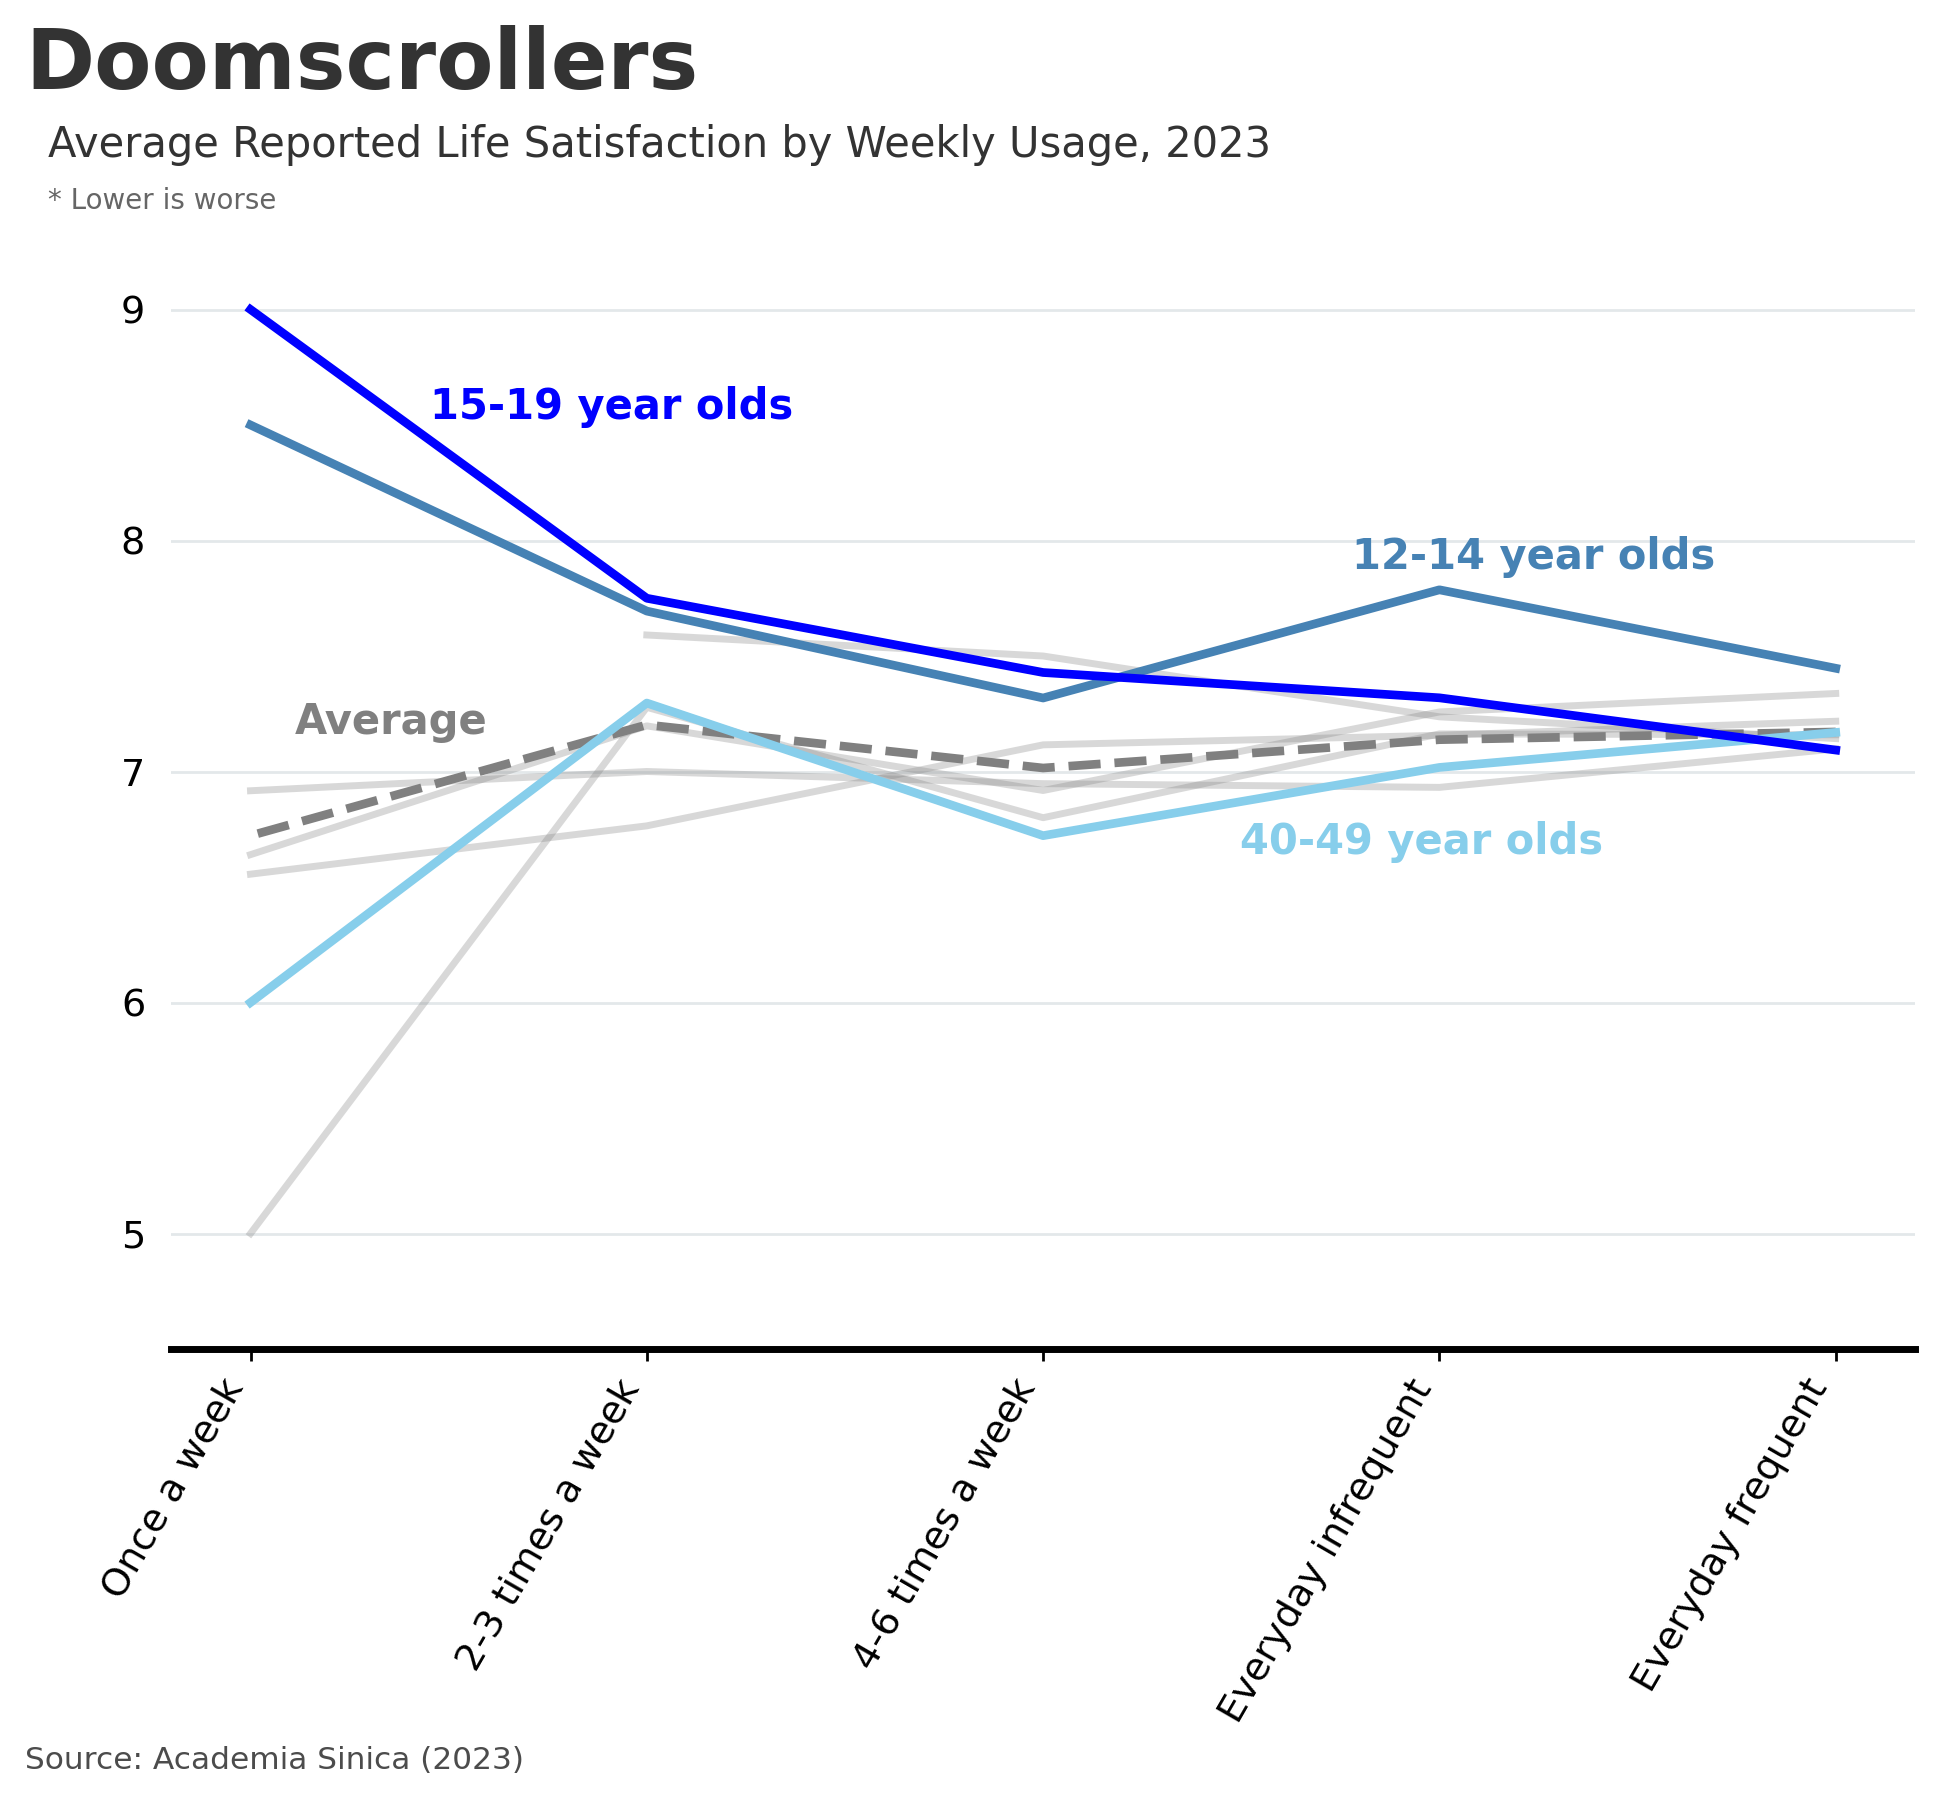 Doomscrollers
Average Reported Life Satisfaction by Weekly Usage, 2023
* Lower is worse
9
15-19 year olds
8
12-14 year olds
Average
7
40-49 year olds
6
5
Once a week
2-3 times a week
4-6 times a week
Everyday infrequent
Everyday frequent
Source: Academia Sinica (2023)